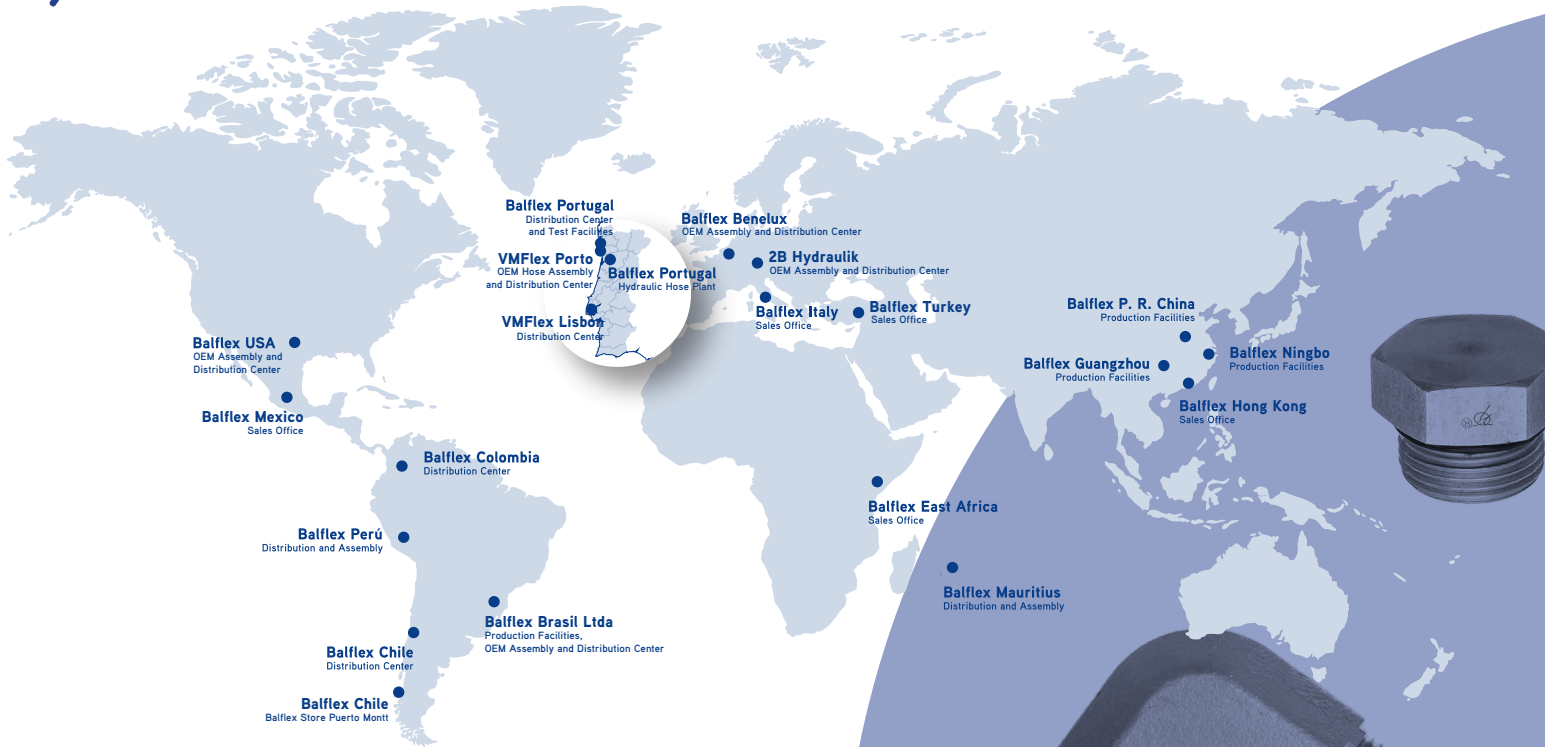 Balflex Portugal
Distribution Center
and Test Facilities
VMFlex Porto
OEM Hose Assembly
and Distribution Center
Balflex Portugal
Hydraulic Hose Plant
VMFlex Lisbon
Distribution Center
Balflex Benelux
OEM Assembly and Distribution Center
2B Hydraulik
OEM Assembly and Distribution Center
Balflex Italy
Sales Office
Balflex Turkey
Sales Office
Balflex P. R. China
Production Facilities
Balflex Ningbo
Production Facilities
Balflex Guangzhou
Production Facilities
Balflex Hong Kong
Sales Office
Balflex USA
OEM Assembly and
Distribution Center
Balflex Mexico
Sales Office
Balflex Colombia
Distribution Center
Balflex Perú
Distribution and Assembly
Balflex East Africa
Sales Office
Balflex Mauritius
Distribution and Assembly
Balflex Brasil Ltda
Production Facilities,
OEM Assembly and Distribution Center
Balflex Chile
Distribution Center
Balflex Chile
Balflex Store Puerto Montt